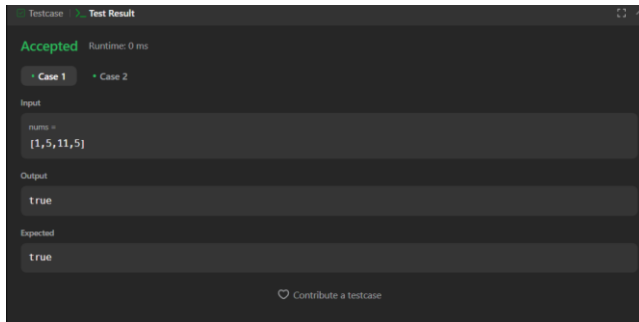 Testcase
>_ Test Result
Accepted Runtime: 0 ms
• Case 1 • Case 2
Input
nums =
[1,5,11,5]
Output
true
Expected
true
Contribute a testcase